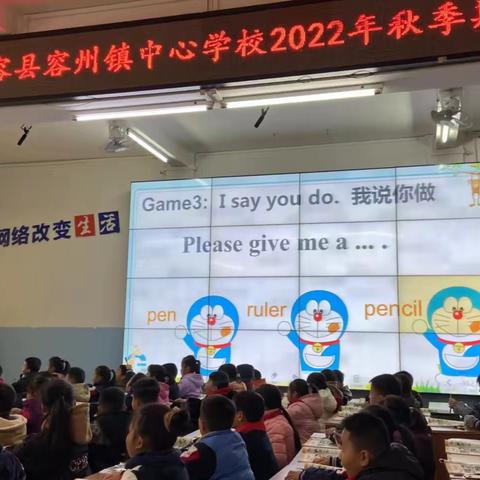 容县容州镇中心学校2022年秋季
网络改变生活
Game3: I say you do. 我说你做
Please give me a ... .
pen
ruler
pencil